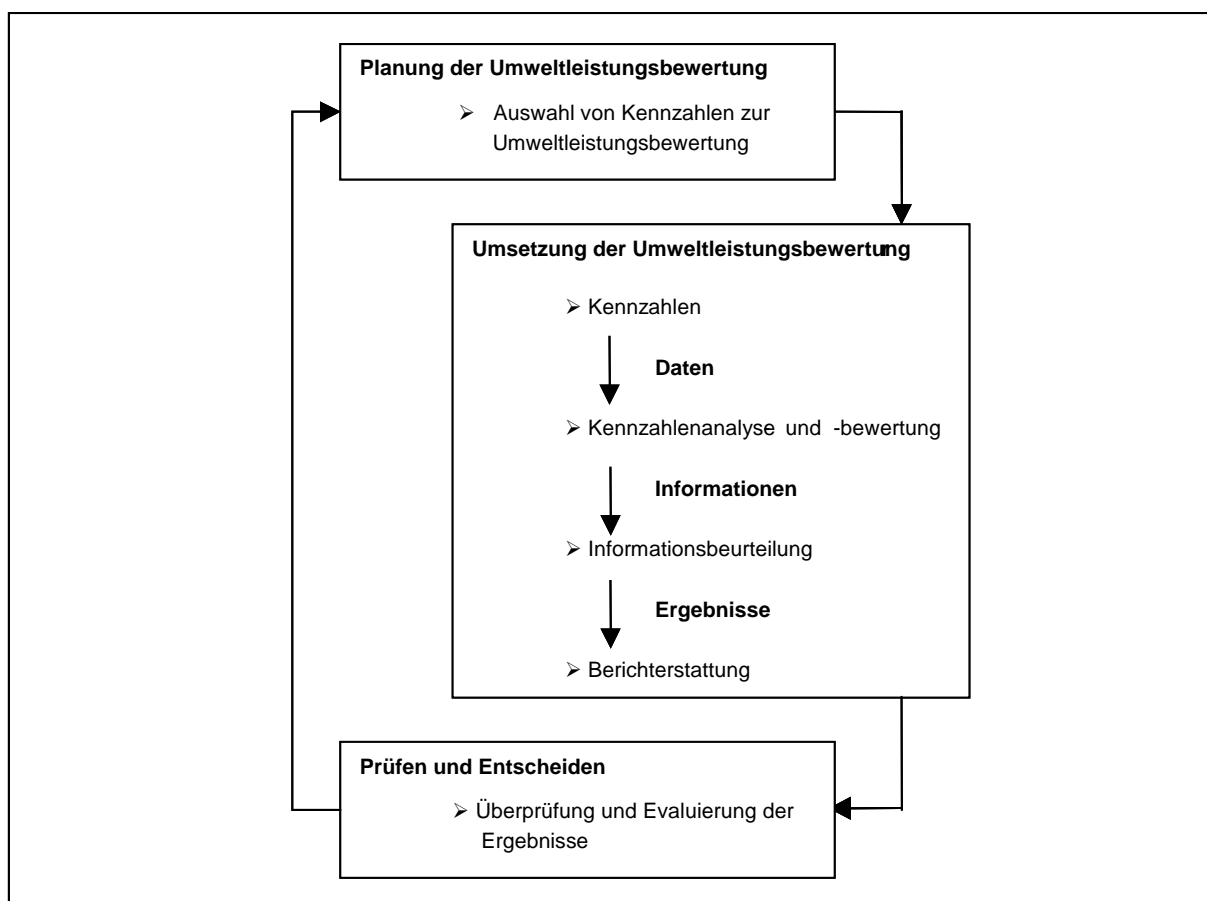 Planung der Umweltleistungsbewertung
➢ Auswahl von Kennzahlen zur
Umweltleistungsbewertung
Umsetzung der Umweltleistungsbewertung
➢ Kennzahlen
Daten
➢ Kennzahlenanalyse und -bewertung
Informationen
➢ Informationsbeurteilung
Ergebnisse
➢ Berichterstattung
Prüfen und Entscheiden
➢ Überprüfung und Evaluierung der
Ergebnisse